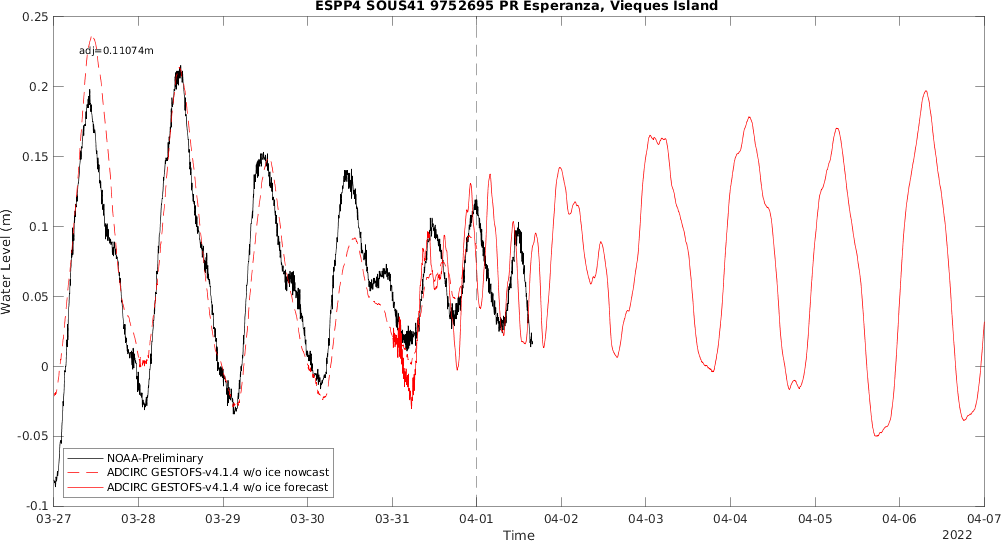 ESPP4 SOUS41 9752695 PR Esperanza, Vieques Island
0.25
0.2
0.15
0.1
0.05
0
-0.05
-0.1
Water Level (m)
adj=0.11074m
NOAA-Preliminary
ADCIRC GESTOFS-v4.1.4 w/o ice nowcast
ADCIRC GESTOFS-v4.1.4 w/o ice forecast
03-27 03-28 03-29 03-30 03-31 04-01 04-02 04-03 04-04 04-05 04-06 04-07
Time
2022